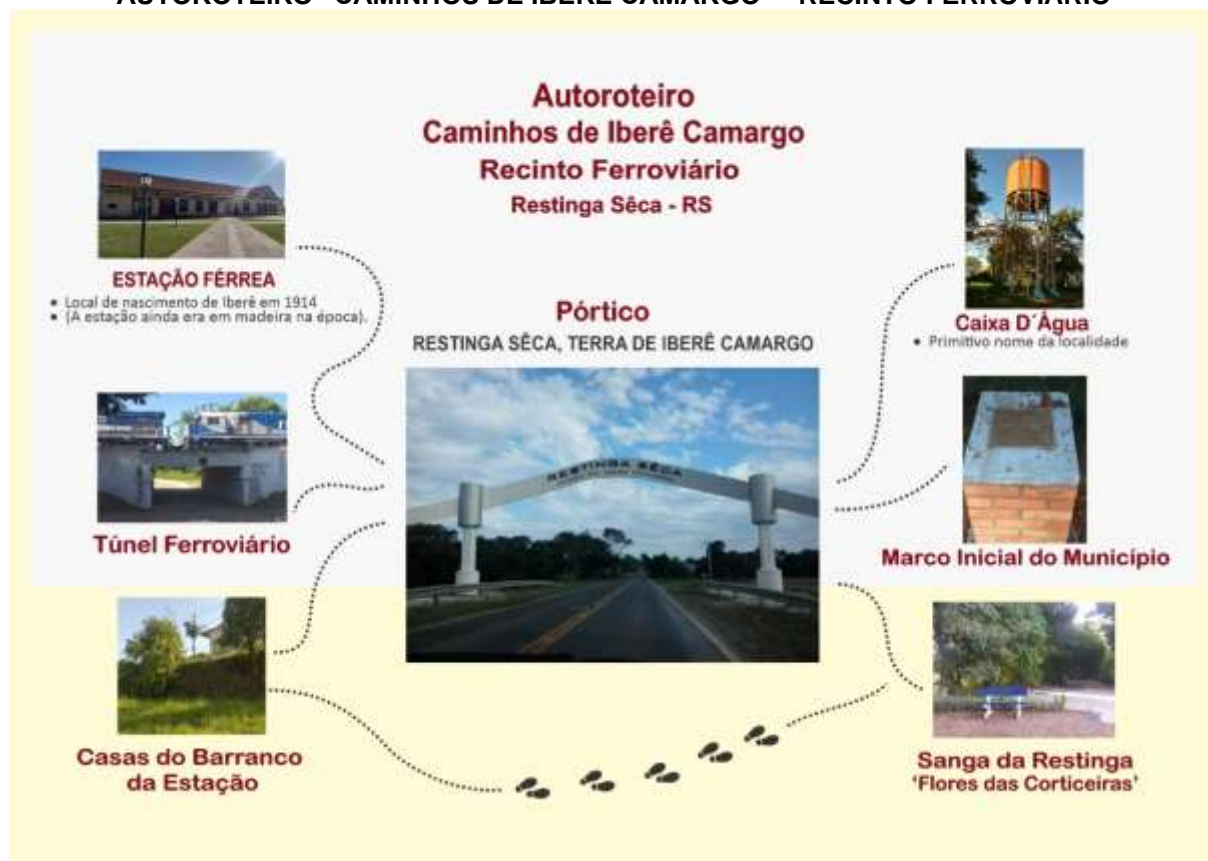 Autoroteiro
Caminhos de Iberê Camargo
Recinto Ferroviário
Restinga Sêca - RS
ESTAÇÃO FÉRREA
• Local de nascimento de Iberê em 1914
• (A estação ainda era em madeira na época).
Caixa D´Água
• Primitivo nome da localidade
Pórtico
RESTINGA SÊCA, TERRA DE IBERÊ CAMARGO
RESTINGA SÊCA
Túnel Ferroviário
Marco Inicial do Município
Casas do Barranco
da Estação
Sanga da Restinga
'Flores das Corticeiras'